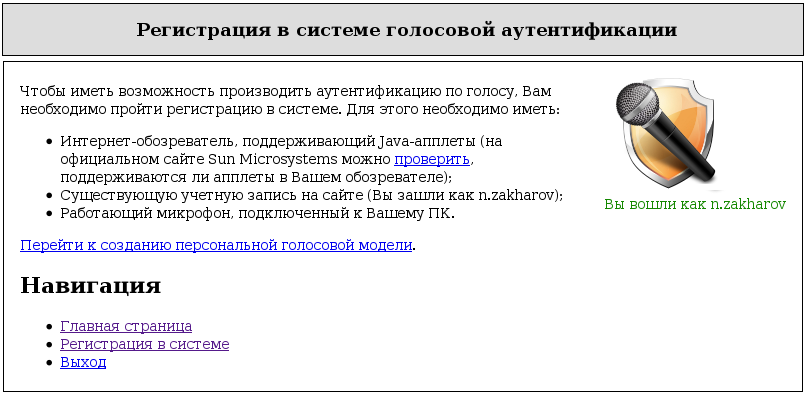 Регистрация в системе голосовой аутентификации
Чтобы иметь возможность производить аутентификацию по голосу, Вам
необходимо пройти регистрацию в системе. Для этого необходимо иметь:
Интернет-обозреватель, поддерживающий Java-апплеты (на
официальном сайте Sun Microsystems можно проверить,
поддерживаются ли апплеты в Вашем обозревателе);
Существующую учетную запись на сайте (Вы зашли как n.zakharov);
Работающий микрофон, подключенный к Вашему ПК.
Вы вошли как n.zakharov
Перейти к созданию персональной голосовой модели.
Навигация
Главная страница
Регистрация в системе
Выход